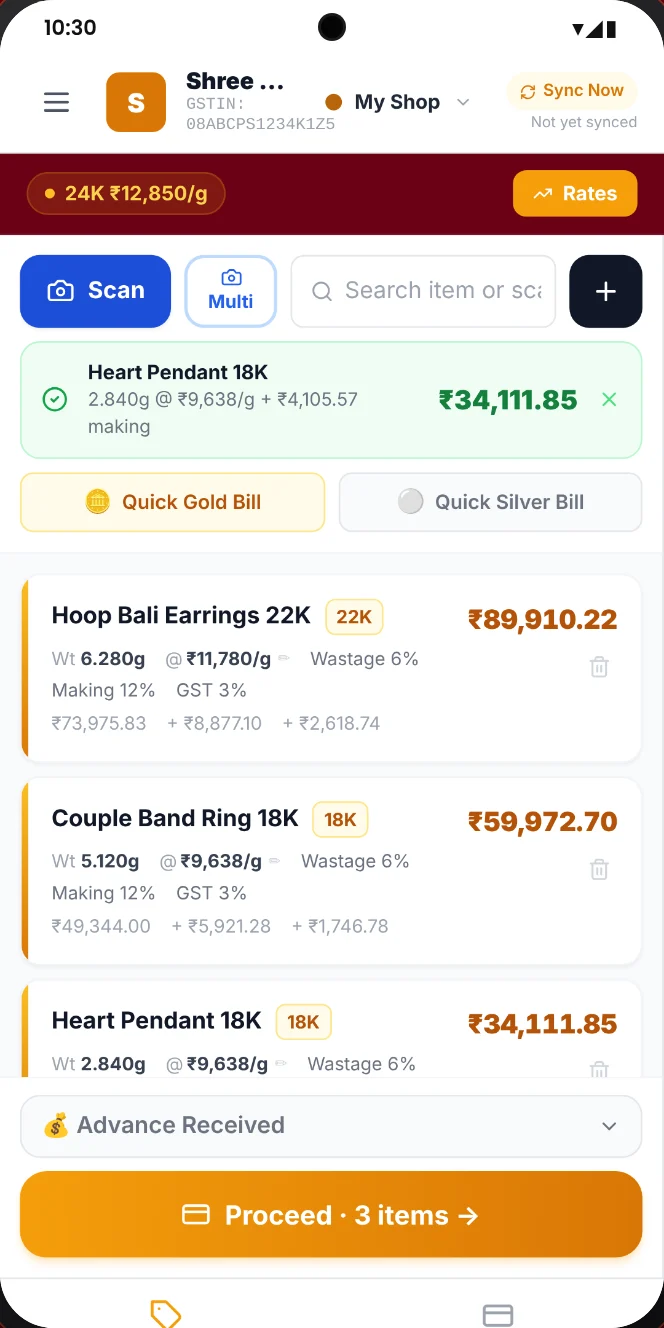 10:30
S
Shree ...
GSTIN:
08ABCPS1234K1Z5
My Shop
Sync Now
Not yet synced
24K ₹12,850/g
Rates
Scan
Multi
Search item or sca
+
Heart Pendant 18K
2.840g @ ₹9,638/g + ₹4,105.57
making
₹34,111.85
Quick Gold Bill
Quick Silver Bill
Hoop Bali Earrings 22K 22K ₹89,910.22
Wt 6.280g @ ₹11,780/g Wastage 6%
Making 12% GST 3%
₹73,975.83 + ₹8,877.10 + ₹2,618.74
Couple Band Ring 18K 18K ₹59,972.70
Wt 5.120g @ ₹9,638/g Wastage 6%
Making 12% GST 3%
₹49,344.00 + ₹5,921.28 + ₹1,746.78
Heart Pendant 18K 18K ₹34,111.85
Wt 2.840g @ ₹9,638/g Wastage 6%
Advance Received
Proceed · 3 items →